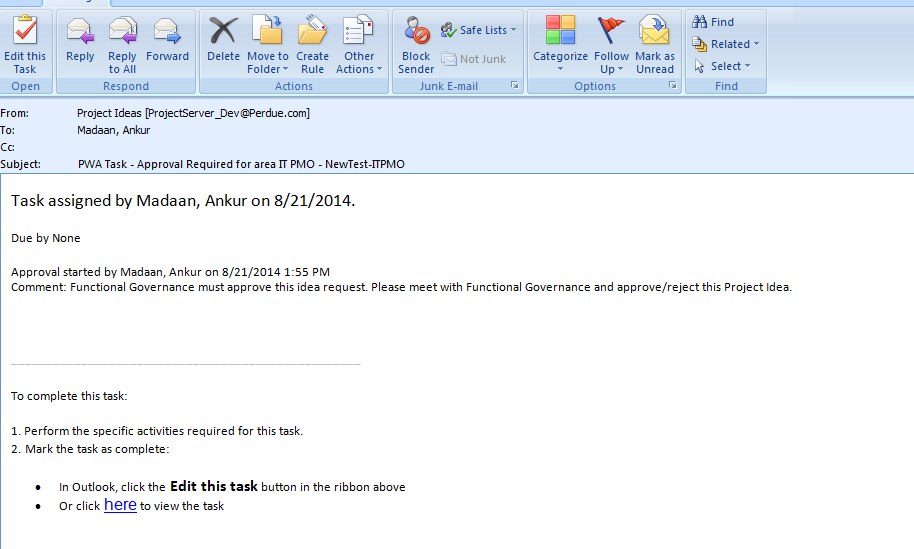 Edit this Task
Reply
Reply to All
Forward
Delete
Move to Folder
Create Rule
Other Actions
Block Sender
Safe Lists
Not Junk
Categorize
Follow Up
Mark as Unread
Find
Related
Select
Open
Respond
Actions
Junk E-mail
Options
Find
From: Project Ideas [ProjectServer_Dev@Perdue.com]
To: Madaan, Ankur
Cc:
Subject: PWA Task - Approval Required for area IT PMO - NewTest-ITPMO
Task assigned by Madaan, Ankur on 8/21/2014.
Due by None
Approval started by Madaan, Ankur on 8/21/2014 1:55 PM
Comment: Functional Governance must approve this idea request. Please meet with Functional Governance and approve/reject this Project Idea.
To complete this task:
1. Perform the specific activities required for this task.
2. Mark the task as complete:
• In Outlook, click the Edit this task button in the ribbon above
• Or click here to view the task